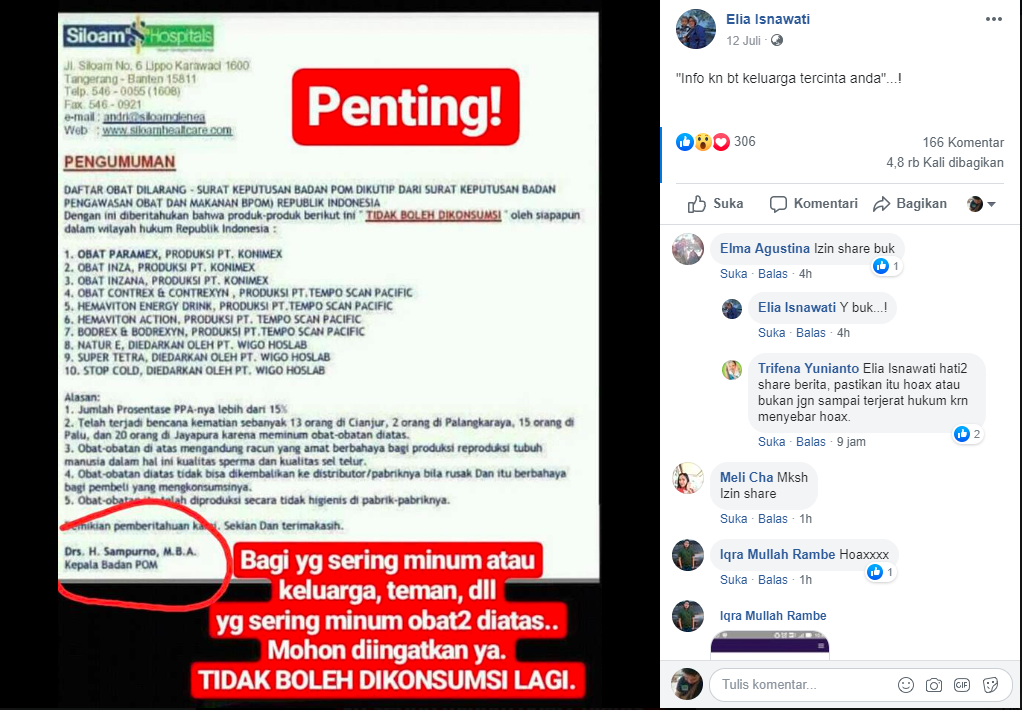 Siloam Hospitals
Jl. Siloam No, 6 Lippo Karawaci 1600
Tangerang - Banten 15811
Telp. 546 - 0055 (1608)
Fax. 546 - 0921
e-mail : andri@siloamglenea
Web : www.siloamhealtcare.com
Penting!
PENGUMUMAN
DAFTAR OBAT DILARANG - SURAT KEPUTUSAN BADAN POM DIKUTIP DARI SURAT KEPUTUSAN BADAN
PENGAWASAN OBAT DAN MAKANAN BPOM) REPUBLIK INDONESIA
Dengan ini diberitahukan bahwa produk-produk berikut ini " TIDAK BOLEH DIKONSUMSI " oleh siapapun
dalam wilayah hukum Republik Indonesia :
1. OBAT PARAMEX, PRODUKSI PT. KONIMEX
2. OBAT INZA, PRODUKSI PT. KONIMEX
3. OBAT INZANA, PRODUKSI PT. KONIMEX
4. OBAT CONTREX & CONTREXYN , PRODUKSI PT.TEMPO SCAN PACIFIC
5. HEMAVITON ENERGY DRINK, PRODUKSI PT.TEMPO SCAN PACIFIC
6. HEMAVITON ACTION, PRODUKSI PT. TEMPO SCAN PACIFIC
7. BODREX & BODREXYN, PRODUKSI PT.TEMPO SCAN PACIFIC
8. NATUR E, DIEDARKAN OLEH PT. WIGO HOSLAB
9. SUPER TETRA, DIEDARKAN OLEH PT. WIGO HOSLAB
10. STOP COLD, DIEDARKAN OLEH PT. WIGO HOSLAB
Alasan:
1. Jumlah Prosentase PPA-nya lebih dari 15%
2. Telah terjadi bencana kematian sebanyak 13 orang di Cianjur, 2 orang di Palangkaraya, 15 orang di
Palu, dan 20 orang di Jayapura karena meminum obat-obatan diatas.
3. Obat-obatan di atas mengandung racun yang amat berbahaya bagi produksi reproduksi tubuh
manusia dalam hal ini kualitas sperma dan kualitas sel telur.
4. Obat-obatan diatas tidak bisa dikembalikan ke distributor/pabriknya bila rusak Dan itu berbahaya
bagi pembeli yang mengkonsumsinya.
5. Obat-obatan telah diproduksi secara tidak higienis di pabrik-pabriknya.
Demikian pemberitahuan kami. Sekian Dan terimakasih.
Drs. H. Sampurno, M.B.A.
Kepala Badan POM
Bagi yg sering minum atau
keluarga, teman, dll
yg sering minum obat2 diatas..
Mohon diingatkan ya.
TIDAK BOLEH DIKONSUMSI LAGI.
Elia Isnawati
12 Juli ·
"Info kn bt keluarga tercinta anda"...!
306
166 Komentar
4,8 rb Kali dibagikan
Suka Komentari Bagikan
Elma Agustina Izin share buk
1
Suka · Balas · 4h
Elia Isnawati Y buk...!
Suka · Balas · 4h
Trifena Yunianto Elia Isnawati hati2
share berita, pastikan itu hoax atau
bukan jgn sampai terjerat hukum krn
menyebar hoax.
2
Suka · Balas · 9 jam
Meli Cha Mksh
Izin share
Suka · Balas · 1h
Iqra Mullah Rambe Hoaxxxx
1
Suka · Balas · 1h
Iqra Mullah Rambe
Tulis komentar...
GIF